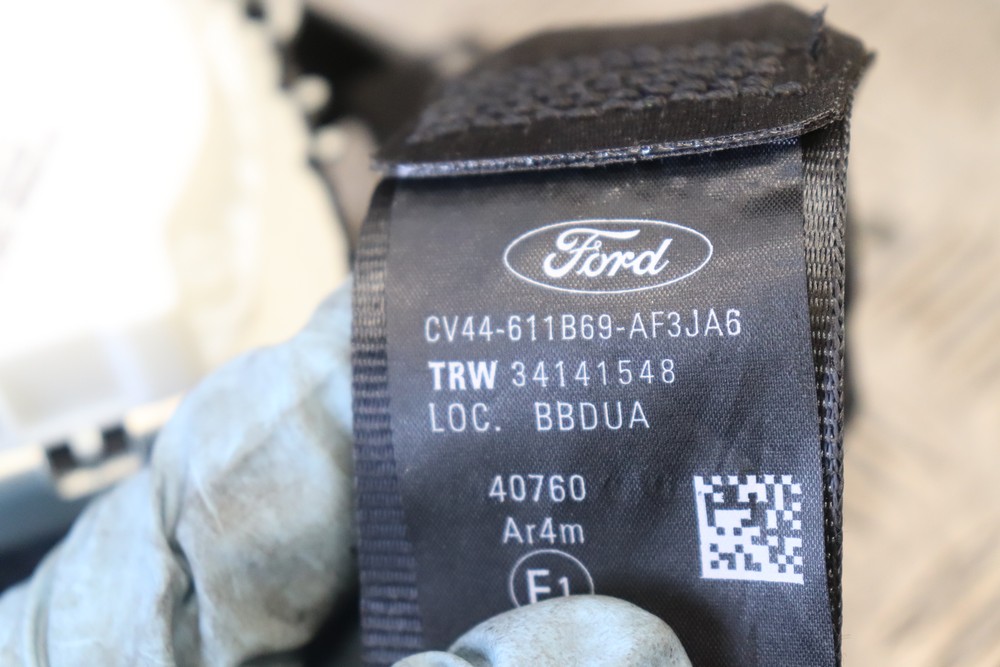 Ford
CV44-611B69-AF3JA6
TRW 34141548
LOC. BBDUA
40760
Ar4m
E1